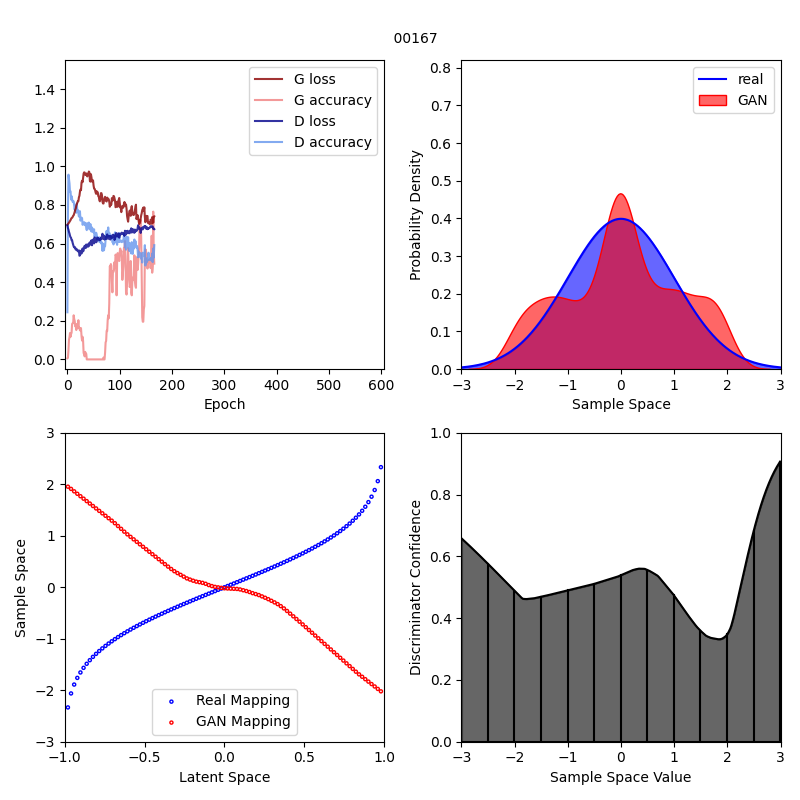 00167
G loss
G accuracy
D loss
D accuracy
1.4
1.2
1.0
0.8
0.6
0.4
0.2
0.0
0 100 200 300 400 500 600
Epoch
real
GAN
Probability Density
0.8
0.7
0.6
0.5
0.4
0.3
0.2
0.1
0.0
−3 −2 −1 0 1 2 3
Sample Space
Sample Space
3
2
1
0
−1
−2
−3
Real Mapping
GAN Mapping
−1.0 −0.5 0.0 0.5 1.0
Latent Space
Discriminator Confidence
1.0
0.8
0.6
0.4
0.2
0.0
−3 −2 −1 0 1 2 3
Sample Space Value